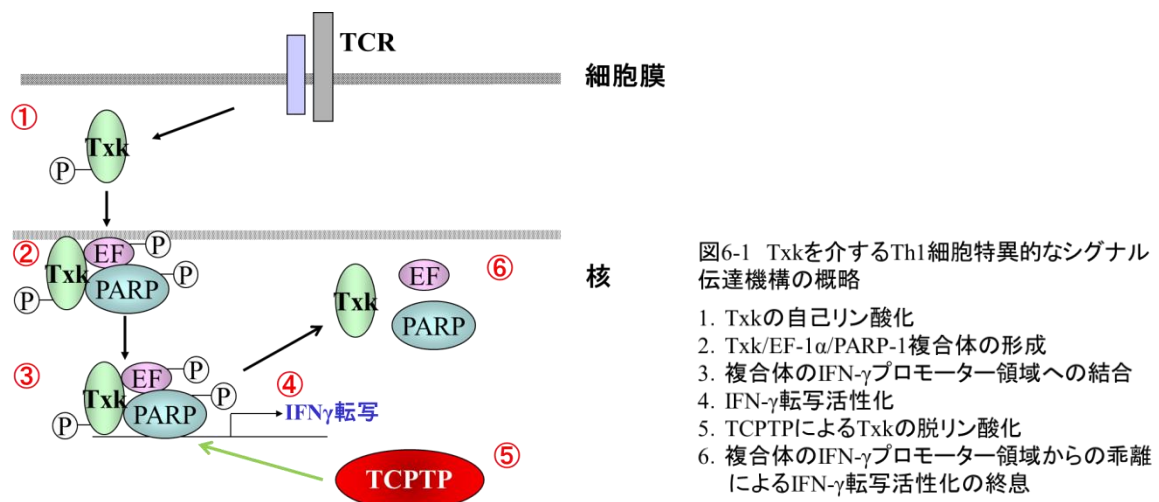 TCR
細胞膜
①
Txk
P
②
EF
P
Txk
P
PARP
P
核
⑥
EF
Txk
PARP
③
EF
P
Txk
P
PARP
P
④
IFNγ転写
⑤
TCPTP
図6-1 Txkを介するTh1細胞特異的なシグナル
伝達機構の概略
1. Txkの自己リン酸化
2. Txk/EF-1α/PARP-1複合体の形成
3. 複合体のIFN-γプロモーター領域への結合
4. IFN-γ転写活性化
5. TCPTPによるTxkの脱リン酸化
6. 複合体のIFN-γプロモーター領域からの乖離
によるIFN-γ転写活性化の終息